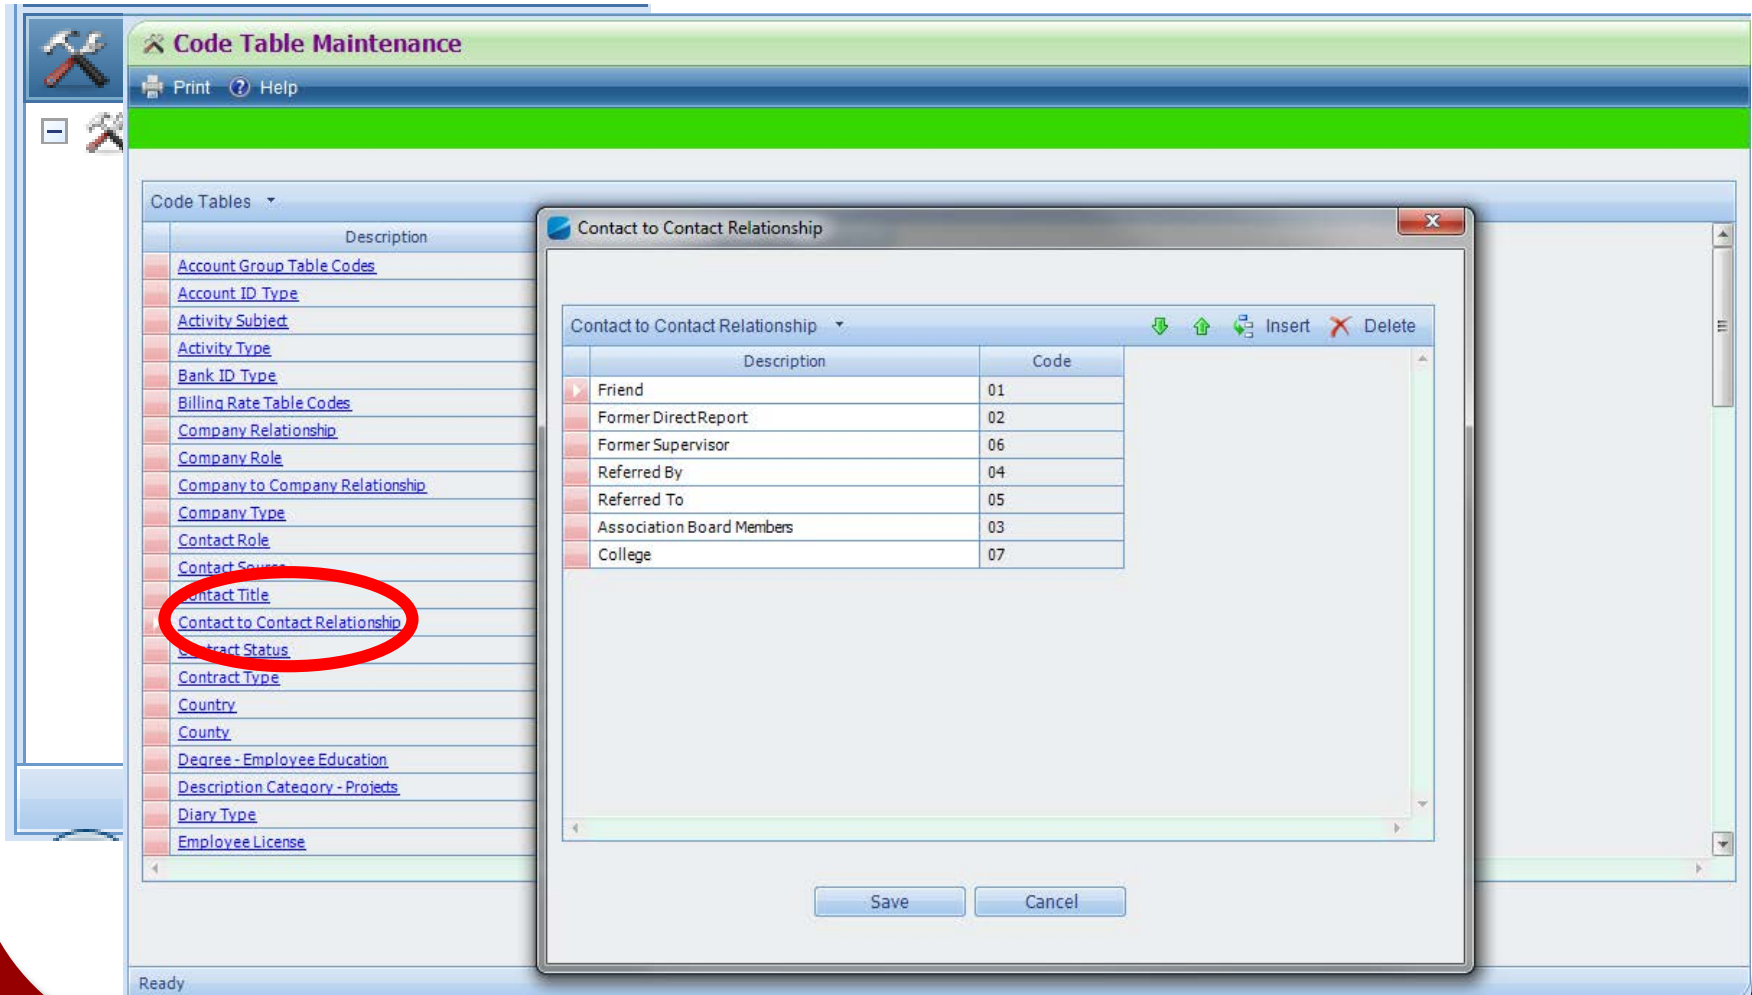 Code Table Maintenance
Print Help
Code Tables
Description
Account Group Table Codes
Account ID Type
Activity Subject
Activity Type
Bank ID Type
Billing Rate Table Codes
Company Relationship
Company Role
Company to Company Relationship
Company Type
Contact Role
Contact Source
Contact Title
Contact to Contact Relationship
Contract Status
Contract Type
Country
County
Degree - Employee Education
Description Category - Projects
Diary Type
Employee License
Ready
Contact to Contact Relationship
Contact to Contact Relationship Insert Delete
Description Code
Friend 01
Former Direct Report 02
Former Supervisor 06
Referred By 04
Referred To 05
Association Board Members 03
College 07
Save Cancel